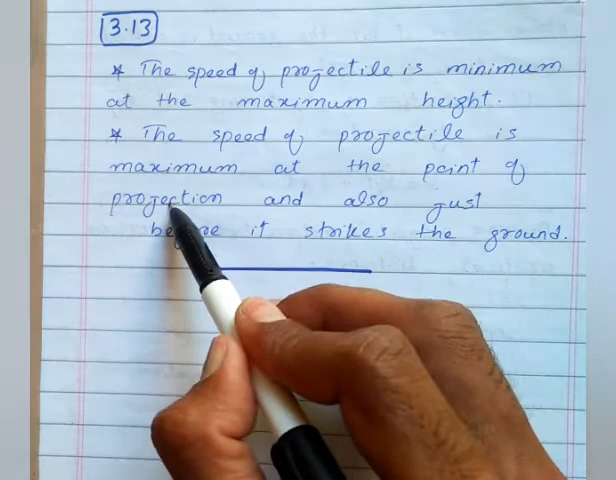 3.13
* The speed of projectile is minimum
at the maximum height.
* The speed of projectile is
maximum at the point of
projection and also just
before it strikes the ground.